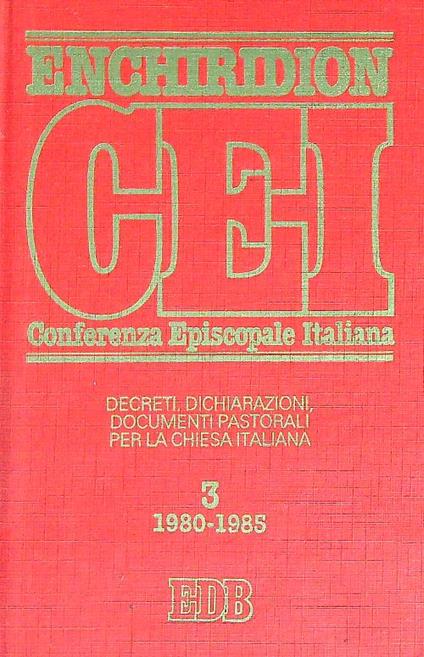 ENCHIRIDION
CEI
Conferenza Episcopale Italiana
DECRETI, DICHIARAZIONI,
DOCUMENTI PASTORALI
PER LA CHIESA ITALIANA
3
1980-1985
EDB